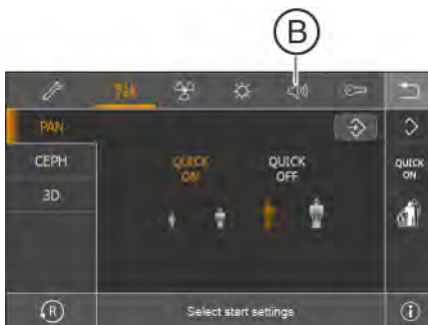 B
PAN
CEPH
3D
QUICK
ON
QUICK
OFF
QUICK
ON
R
Select start settings
i